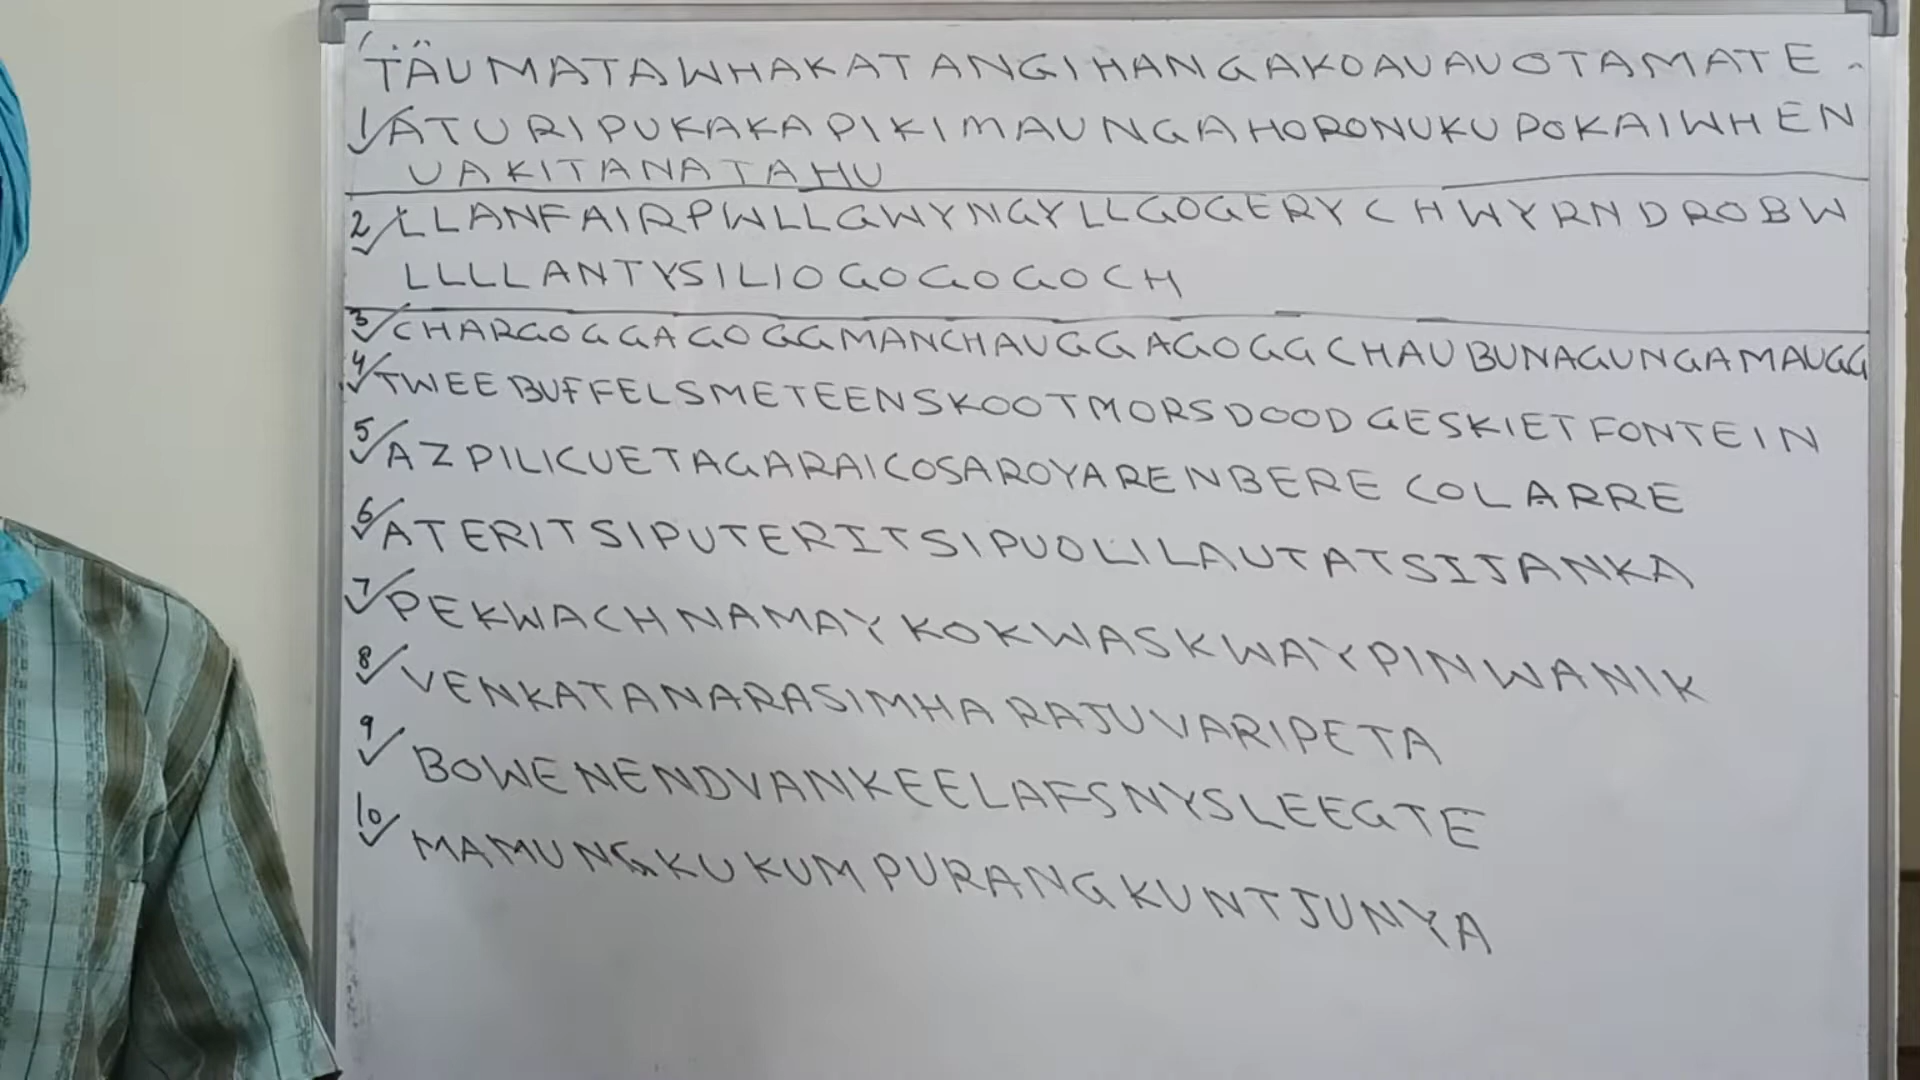 TÄUMATAWHAKATANGIHANGAKOAUAUOTAMATE
1 ATURIPUKAKAPIKIMAUNGAHORONUKUPOKAIWHEN
UAKITANATAHU
2 LLANFAIRPWLLGWYNGYLLGOGERYCHWYRNDROBW
LLLLANTYSILIOGOGOGOCH
3 CHARGOGGAGOGGMANCHAUGGAGOGGCHAUBUNAGUNGAMAUGG
4 TWEEBUFFELSMETEENSKOOTMORSDOODGESKIETFONTEIN
5 AZPILICUETAGARAICOSAROYARENBERECOLARRE
6 ATERITSIPUTERITSIPUOLILAUTATSIJANKA
7 PEKWACHNAMAYKOKWASKWAYPINWANIK
8 VENKATANARASIMHARAJUVARIPETA
9 BOWENENDVANKEELAFSNYSLEEGTE
10 MAMUNGKUKUMPURANGKUNTJUNYA